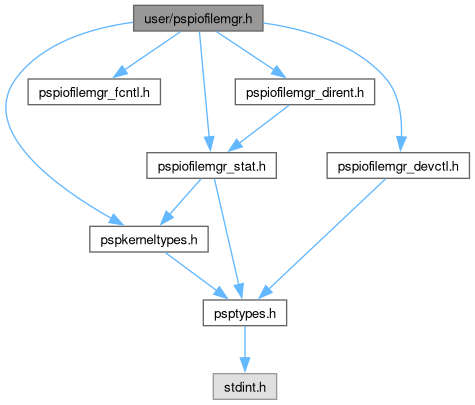 user/pspiofilemgr.h
pspiofilemgr_fcntl.h
pspiofilemgr_dirent.h
pspiofilemgr_stat.h
pspiofilemgr_devctl.h
pspkerneltypes.h
psptypes.h
stdint.h